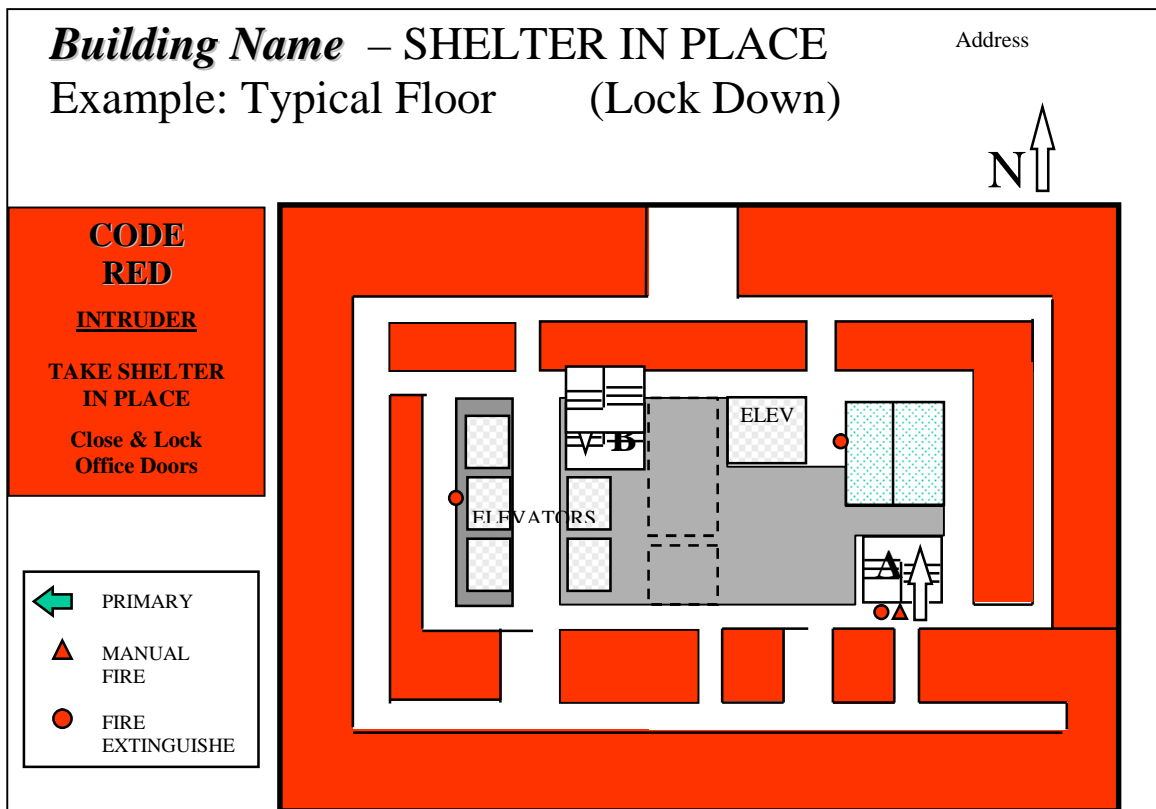 Building Name – SHELTER IN PLACE
Address
Example: Typical Floor (Lock Down)
N
CODE
RED
INTRUDER
TAKE SHELTER
IN PLACE
Close & Lock
Office Doors
ELEV
B
ELEVATORS
A
PRIMARY
MANUAL
FIRE
FIRE
EXTINGUISHE